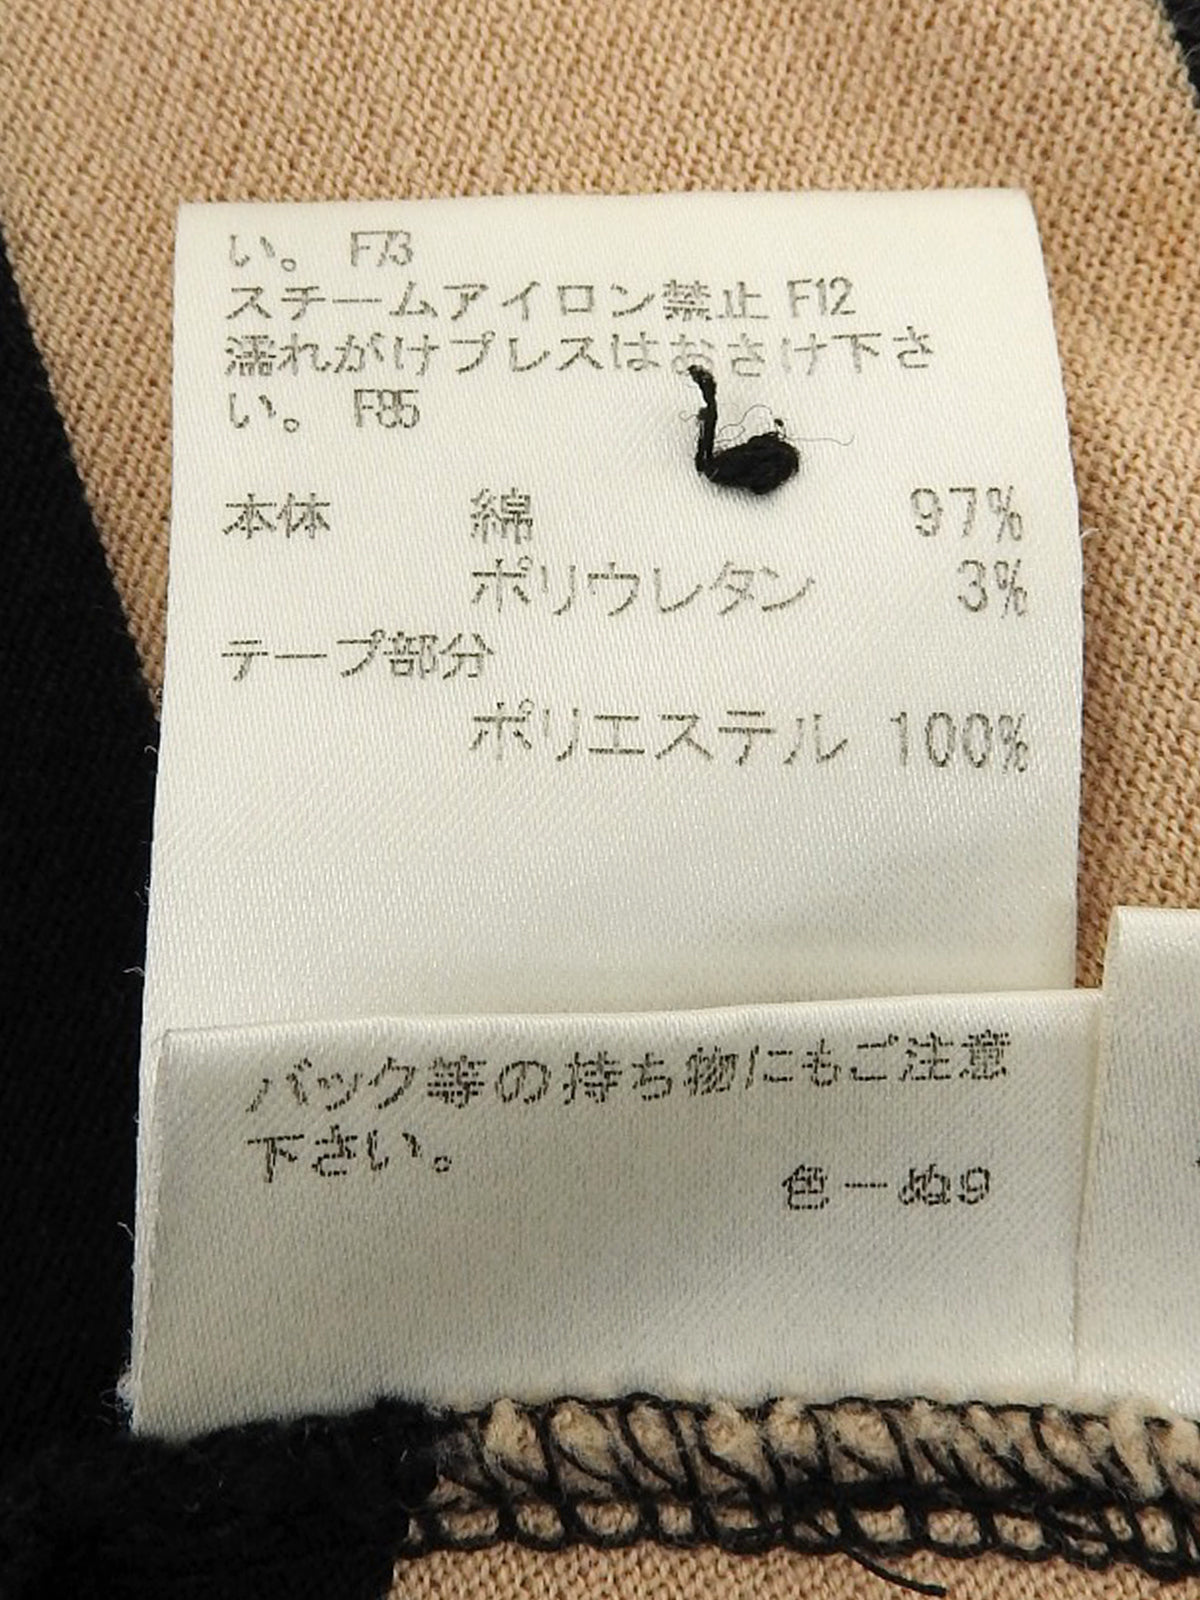 い。 F73
スチームアイロン禁止 F12
濡れがけプレスはおさけ下さ
い。 F85
本体 綿 97%
ポリウレタン 3%
テープ部分
ポリエステル 100%
バック等の持ち物にもご注意
下さい。
色ーぬ9